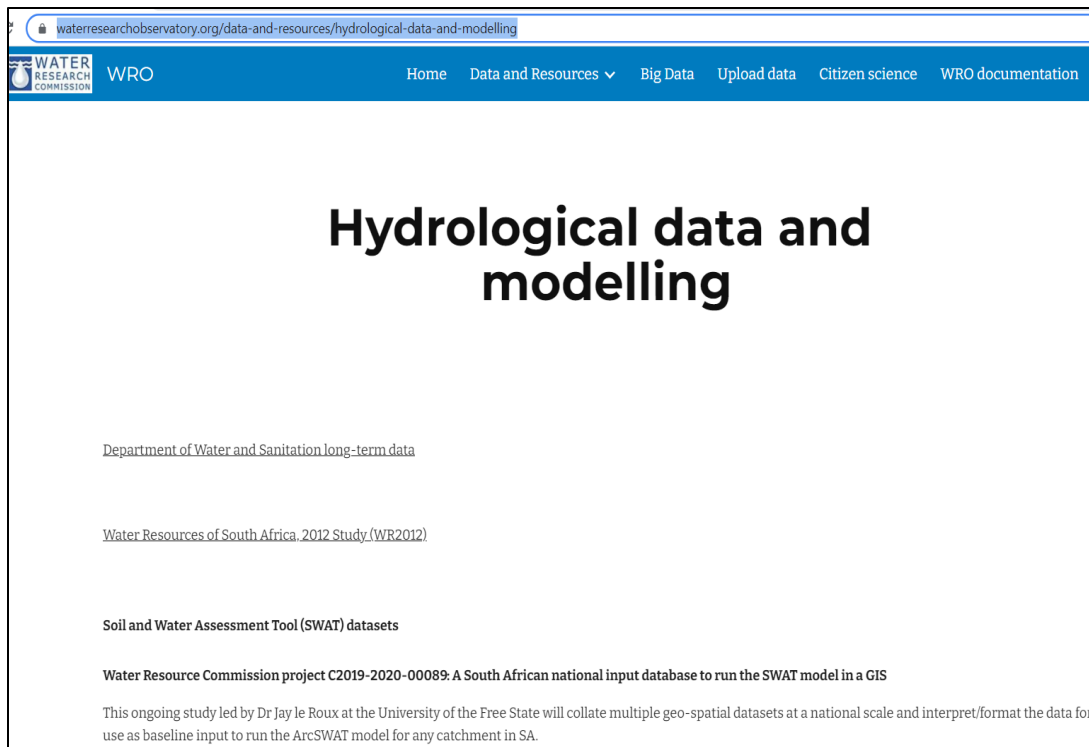 waterresearchobservatory.org/data-and-resources/hydrological-data-and-modelling
WATER
RESEARCH
COMMISSION
WRO
Home Data and Resources Big Data Upload data Citizen science WRO documentation
Hydrological data and
modelling
Department of Water and Sanitation long-term data
Water Resources of South Africa, 2012 Study (WR2012)
Soil and Water Assessment Tool (SWAT) datasets
Water Resource Commission project C2019-2020-00089: A South African national input database to run the SWAT model in a GIS
This ongoing study led by Dr Jay le Roux at the University of the Free State will collate multiple geo-spatial datasets at a national scale and interpret/format the data for
use as baseline input to run the ArcSWAT model for any catchment in SA.